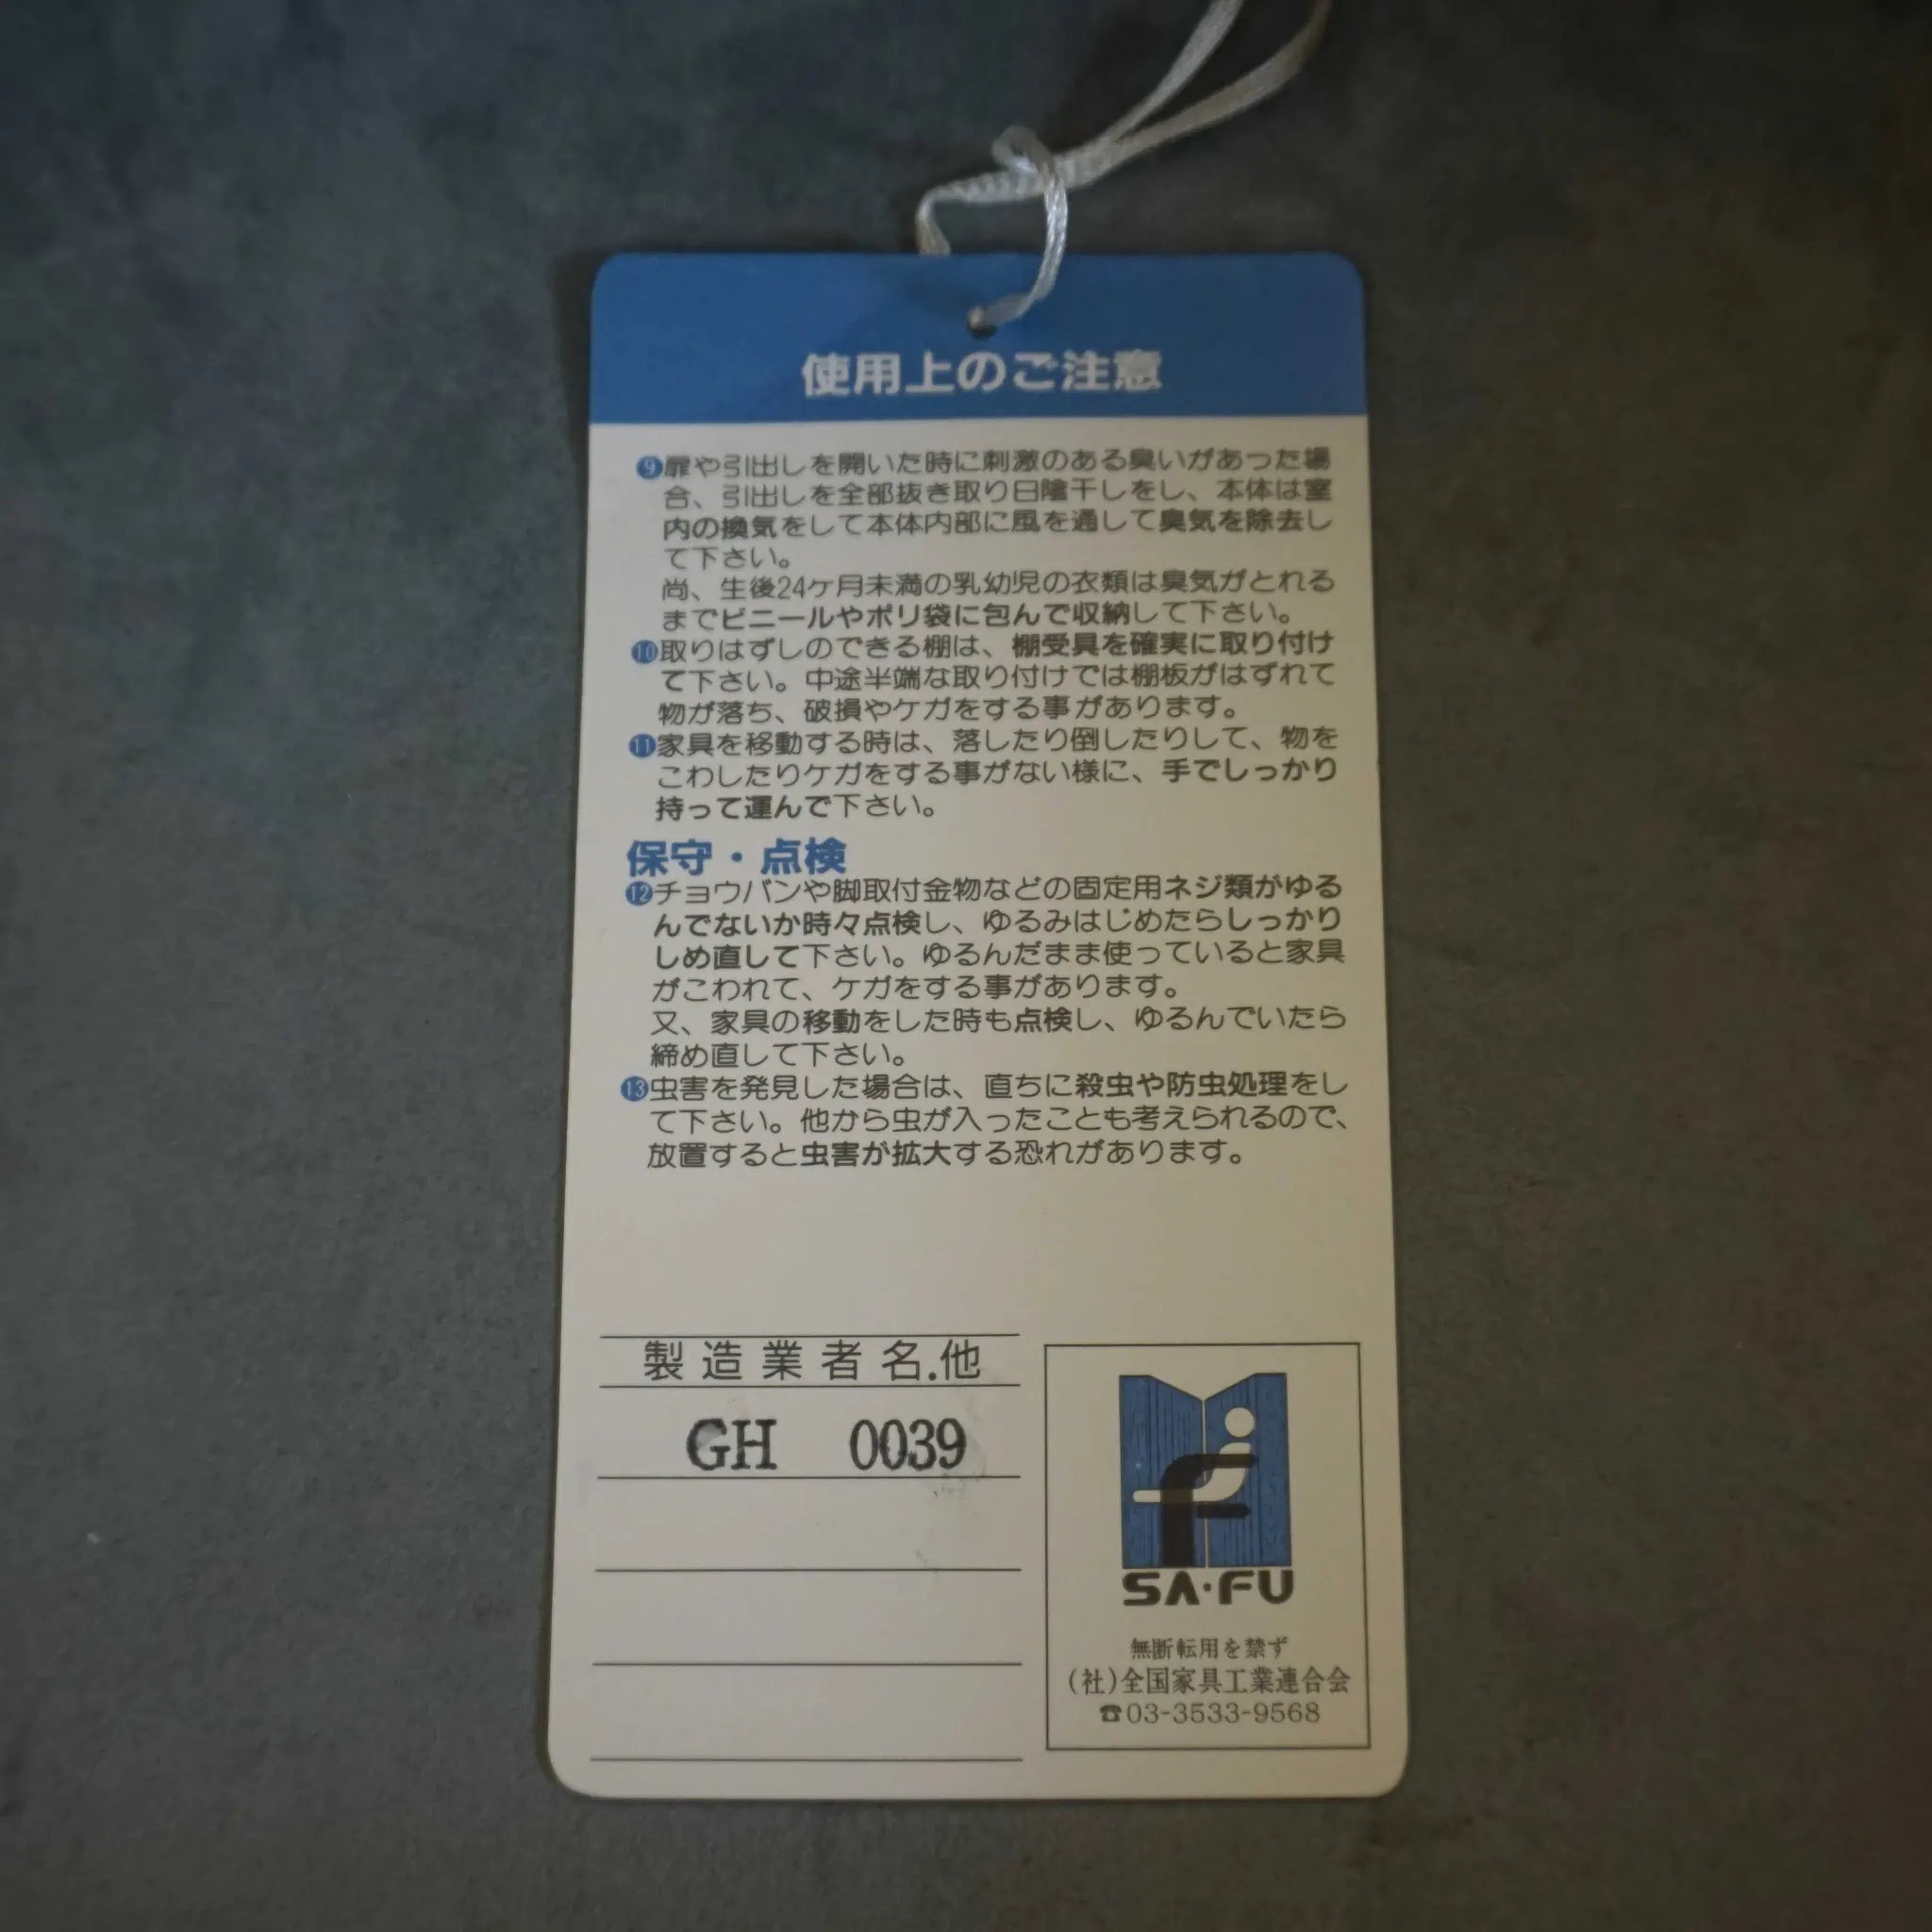 使用上のご注意
❾扉や引出しを開いた時に刺激のある臭いがあった場
合、引出しを全部抜き取り日陰干しをし、本体は室
内の換気をして本体内部に風を通して臭気を除去し
て下さい。
尚、生後24ケ月未満の乳幼児の衣類は臭気がとれる
までビニールやポリ袋に包んで収納して下さい。
❿取りはずしのできる棚は、棚受具を確実に取り付け
て下さい。中途半端な取り付けでは棚板がはずれて
物が落ち、破損やケガをする事があります。
⓫家具を移動する時は、落したり倒したりして、物を
こわしたりケガをする事がない様に、手でしっかり
持って運んで下さい。
保守・点検
⓬チョウバンや脚取付金物などの固定用ネジ類がゆる
んでないか時々点検し、ゆるみはじめたらしっかり
しめ直して下さい。ゆるんだまま使っていると家具
がこわれて、ケガをする事があります。
又、家具の移動をした時も点検し、ゆるんでいたら
締め直して下さい。
⓭虫害を発見した場合は、直ちに殺虫や防虫処理をし
て下さい。他から虫が入ったことも考えられるので、
放置すると虫害が拡大する恐れがあります。
製造業者名.他
GH 0039
SA・FU
無断転用を禁ず
(社)全国家具工業連合会
☎03-3533-9568